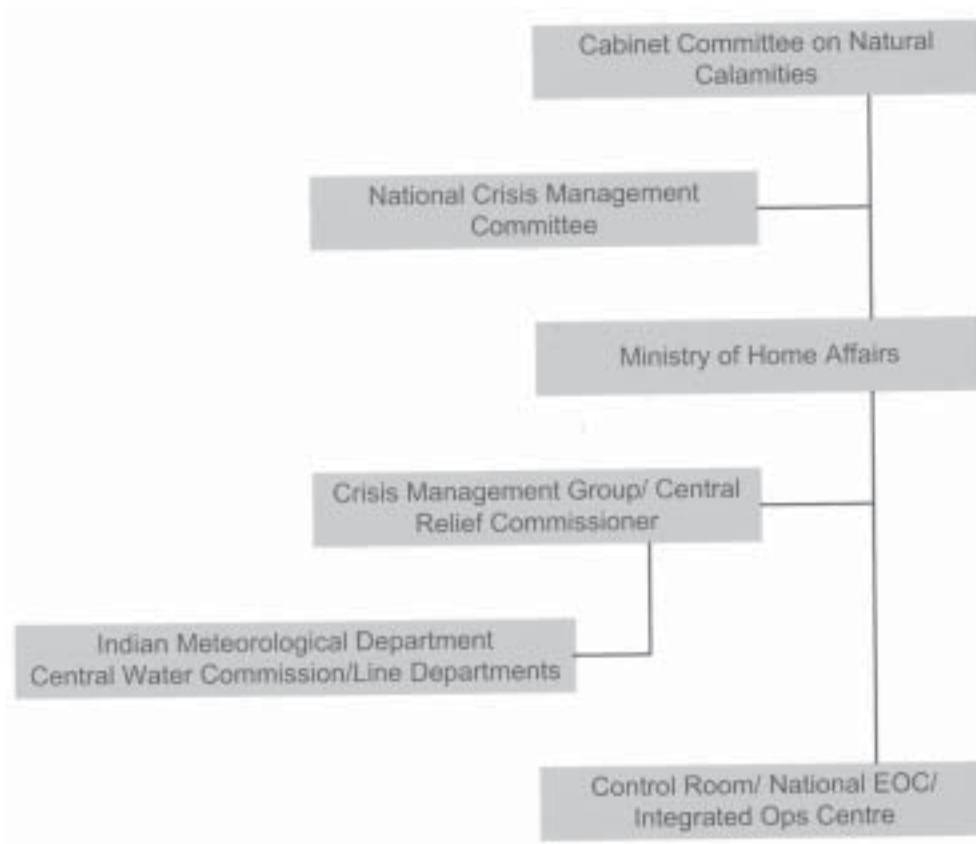 Cabinet Committee on Natural
Calamities
National Crisis Management
Committee
Ministry of Home Affairs
Crisis Management Group/ Central
Relief Commissioner
Indian Meteorological Department
Central Water Commission/Line Departments
Control Room/ National EOC/
Integrated Ops Centre